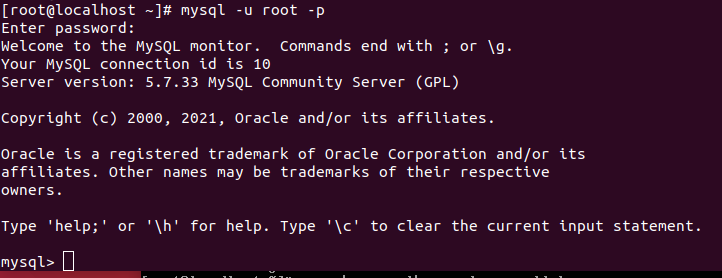 [root@localhost ~]# mysql -u root -p
Enter password:
Welcome to the MySQL monitor.  Commands end with ; or \g.
Your MySQL connection id is 10
Server version: 5.7.33 MySQL Community Server (GPL)
Copyright (c) 2000, 2021, Oracle and/or its affiliates.
Oracle is a registered trademark of Oracle Corporation and/or its
affiliates. Other names may be trademarks of their respective
owners.
Type 'help;' or '\h' for help. Type '\c' to clear the current input statement.
mysql>